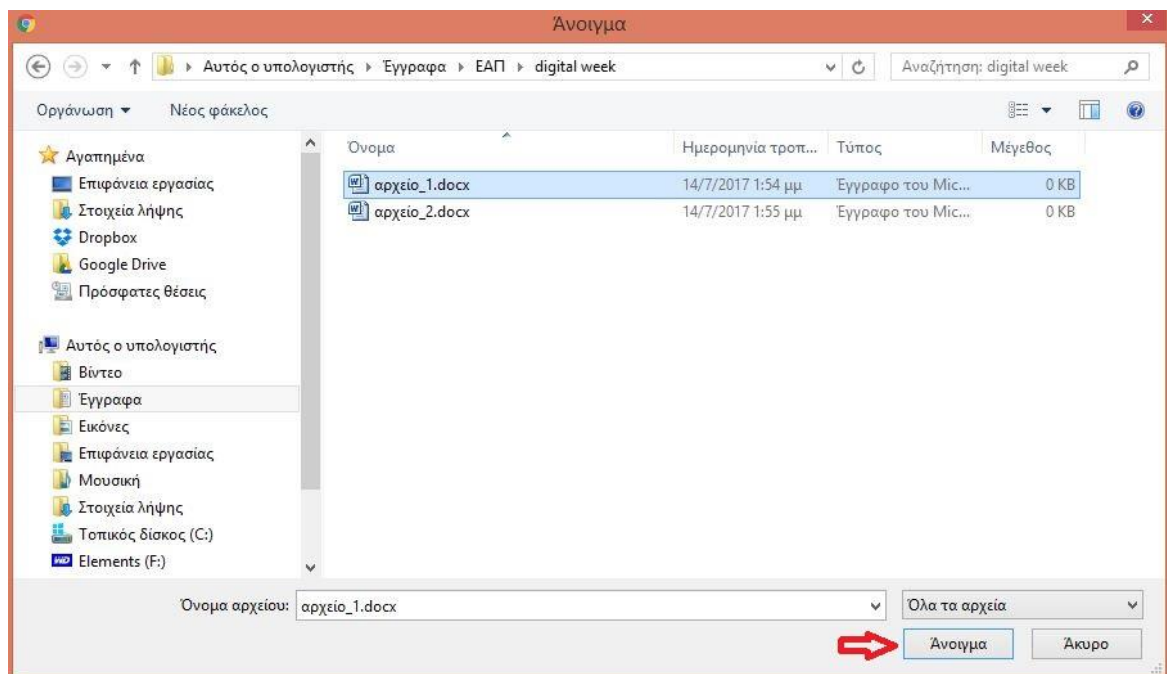 Άνοιγμα
Αυτός ο υπολογιστής Έγγραφα ΕΑΠ digital week
Αναζήτηση: digital week
Οργάνωση Νέος φάκελος
Αγαπημένα
Επιφάνεια εργασίας
Στοιχεία λήψης
Dropbox
Google Drive
Πρόσφατες θέσεις
Αυτός ο υπολογιστής
Βίντεο
Έγγραφα
Εικόνες
Επιφάνεια εργασίας
Μουσική
Στοιχεία λήψης
Τοπικός δίσκος (C:)
Elements (F:)
Όνομα Ημερομηνία τροπ... Τύπος Μέγεθος
αρχείο_1.docx 14/7/2017 1:54 μμ Έγγραφο του Mic... 0 KB
αρχείο_2.docx 14/7/2017 1:55 μμ Έγγραφο του Mic... 0 KB
Όνομα αρχείου: αρχείο_1.docx Όλα τα αρχεία
Άνοιγμα Άκυρο